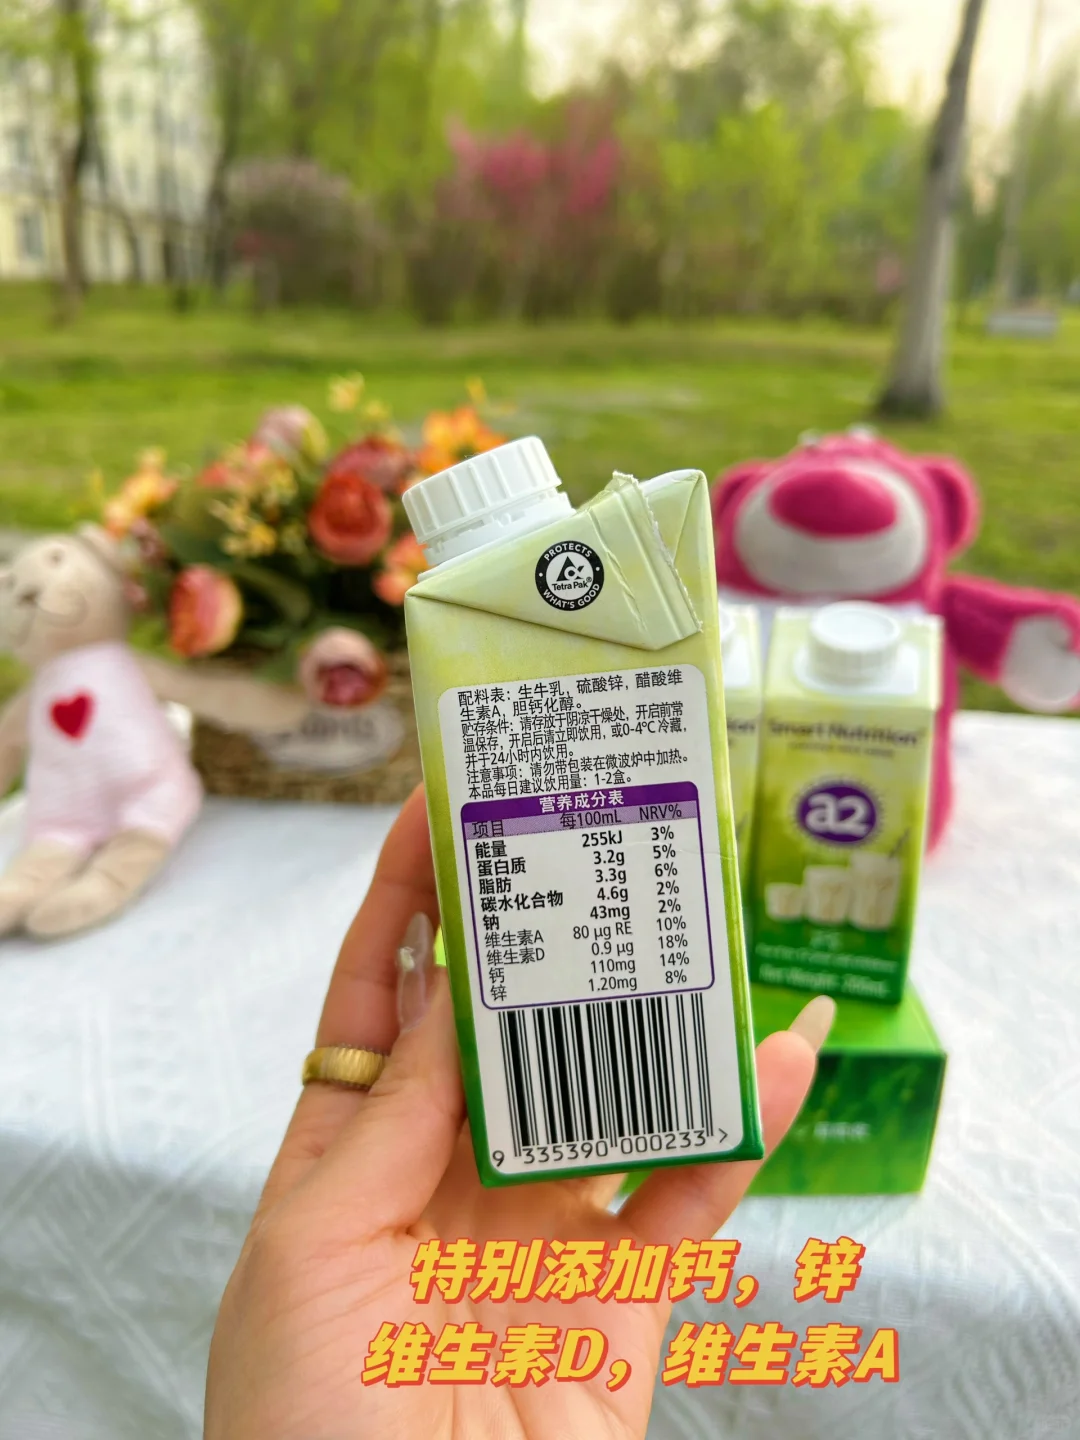 PROTECTS
Tetra Pak®
WHAT'S GOOD
配料表：生牛乳，硫酸锌，醋酸维
生素A，胆钙化醇。
贮存条件：请存放于阴凉干燥处，开启前常
温保存，开启后请立即饮用，或0-4℃冷藏，
并于24小时内饮用。
注意事项：请勿带包装在微波炉中加热。
本品每日建议饮用量：1-2盒。
营养成分表
项目 每100mL NRV%
能量 255kJ 3%
蛋白质 3.2g 5%
脂肪 3.3g 6%
碳水化合物 4.6g 2%
钠 43mg 2%
维生素A 80 μg RE 10%
维生素D 0.9 μg 18%
钙 110mg 14%
锌 1.20mg 8%
9 335390 000233 >
Smart Nutrition
a2
特别添加钙，锌
维生素D，维生素A